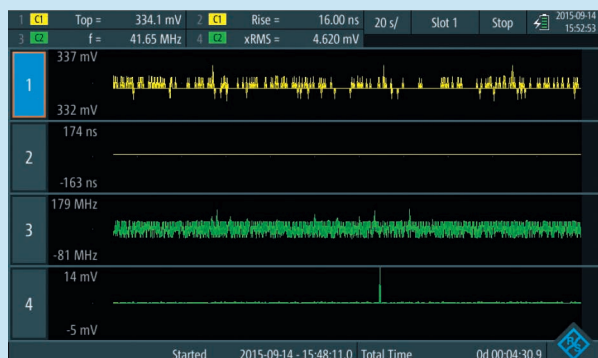 1 C1 Top = 334.1 mV 2 C1 Rise = 16.00 ns 20 s/ Slot 1 Stop 2015-09-14
15:52:53
3 C2 f = 41.65 MHz 4 C2 xRMS = 4.620 mV
337 mV
1
332 mV
174 ns
2
-163 ns
179 MHz
3
-81 MHz
14 mV
4
-5 mV
Started 2015-09-14 - 15:48:11.0 Total Time 0d 00:04:30.9
R&S